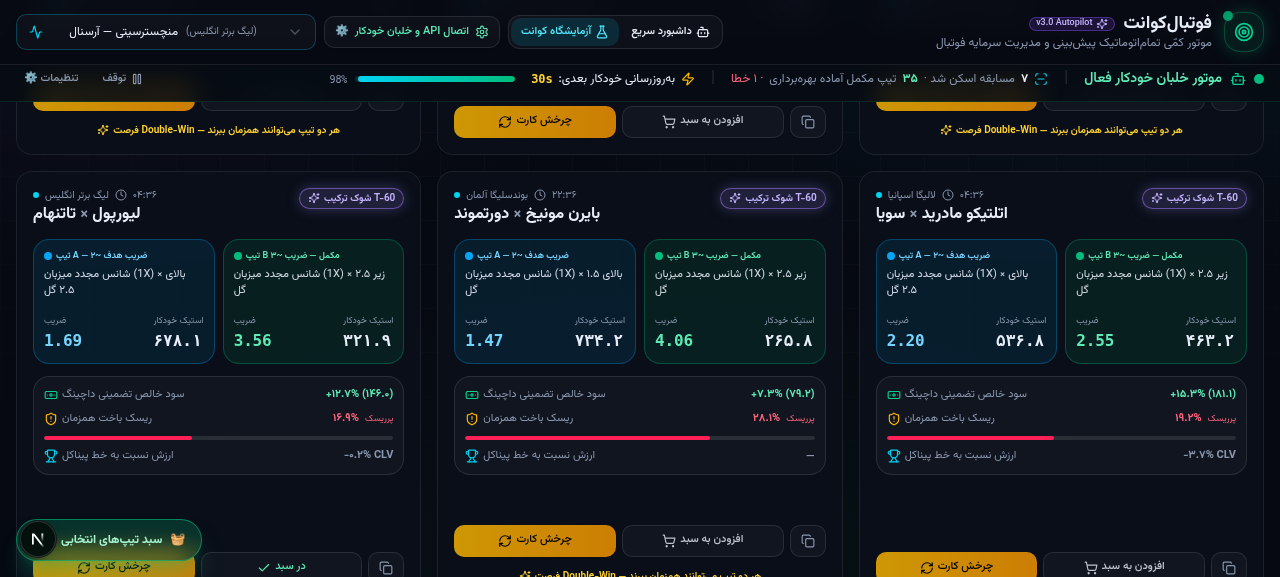 فوتبال‌کوانت v3.0 Autopilot
موتور کمّی تمام‌اتوماتیک پیش‌بینی و مدیریت سرمایه فوتبال
داشبورد سریع
آزمایشگاه کوانت
اتصال API و خلبان خودکار ⚙️
منچسترسیتی — آرسنال (لیگ برتر انگلیس)
موتور خلبان خودکار فعال
۷ مسابقه اسکن شد · ۳۵ تیپ مکمل آماده بهره‌برداری · ۱ خطا
به‌روزرسانی خودکار بعدی: 30s
98%
توقف
تنظیمات ⚙️
فرصت Double-Win — هر دو تیپ می‌توانند همزمان ببرند
افزودن به سبد
چرخش کارت
فرصت Double-Win — هر دو تیپ می‌توانند همزمان ببرند
T-60 شوک ترکیب
لالیگا اسپانیا ۰۴:۳۶
اتلتیکو مادرید × سویا
تیپ B مکمل — ضریب ~۳
شانس مجدد میزبان (1X) × زیر ۲.۵ گل
استیک خودکار
ضریب
۴۶۳.۲
2.55
تیپ A — ضریب هدف ~۲
شانس مجدد میزبان (1X) × بالای ۲.۵ گل
استیک خودکار
ضریب
۵۳۶.۸
2.20
سود خالص تضمینی داچینگ
+۱۵.۳% (۱۸۱.۱)
ریسک باخت همزمان
پرریسک ۱۹.۲%
ارزش نسبت به خط پیناکل
-۳.۷% CLV
افزودن به سبد
چرخش کارت
T-60 شوک ترکیب
بوندسلیگا آلمان ۲۲:۳۶
بایرن مونیخ × دورتموند
تیپ B مکمل — ضریب ~۳
شانس مجدد میزبان (1X) × زیر ۲.۵ گل
استیک خودکار
ضریب
۲۶۵.۸
4.06
تیپ A — ضریب هدف ~۲
شانس مجدد میزبان (1X) × بالای ۱.۵ گل
استیک خودکار
ضریب
۷۳۴.۲
1.47
سود خالص تضمینی داچینگ
+۷.۳% (۷۹.۲)
ریسک باخت همزمان
پرریسک ۲۸.۱%
ارزش نسبت به خط پیناکل
—
افزودن به سبد
چرخش کارت
فرصت Double-Win — هر دو تیپ می‌توانند همزمان ببرند
T-60 شوک ترکیب
لیگ برتر انگلیس ۰۴:۳۶
لیورپول × تاتنهام
تیپ B مکمل — ضریب ~۳
شانس مجدد میزبان (1X) × زیر ۲.۵ گل
استیک خودکار
ضریب
۳۲۱.۹
3.56
تیپ A — ضریب هدف ~۲
شانس مجدد میزبان (1X) × بالای ۲.۵ گل
استیک خودکار
ضریب
۶۷۸.۱
1.69
سود خالص تضمینی داچینگ
+۱۲.۷% (۱۴۶.۰)
ریسک باخت همزمان
پرریسک ۱۶.۹%
ارزش نسبت به خط پیناکل
-۰.۲% CLV
در سبد
چرخش کارت
🧺 سبد تیپ‌های انتخابی
N